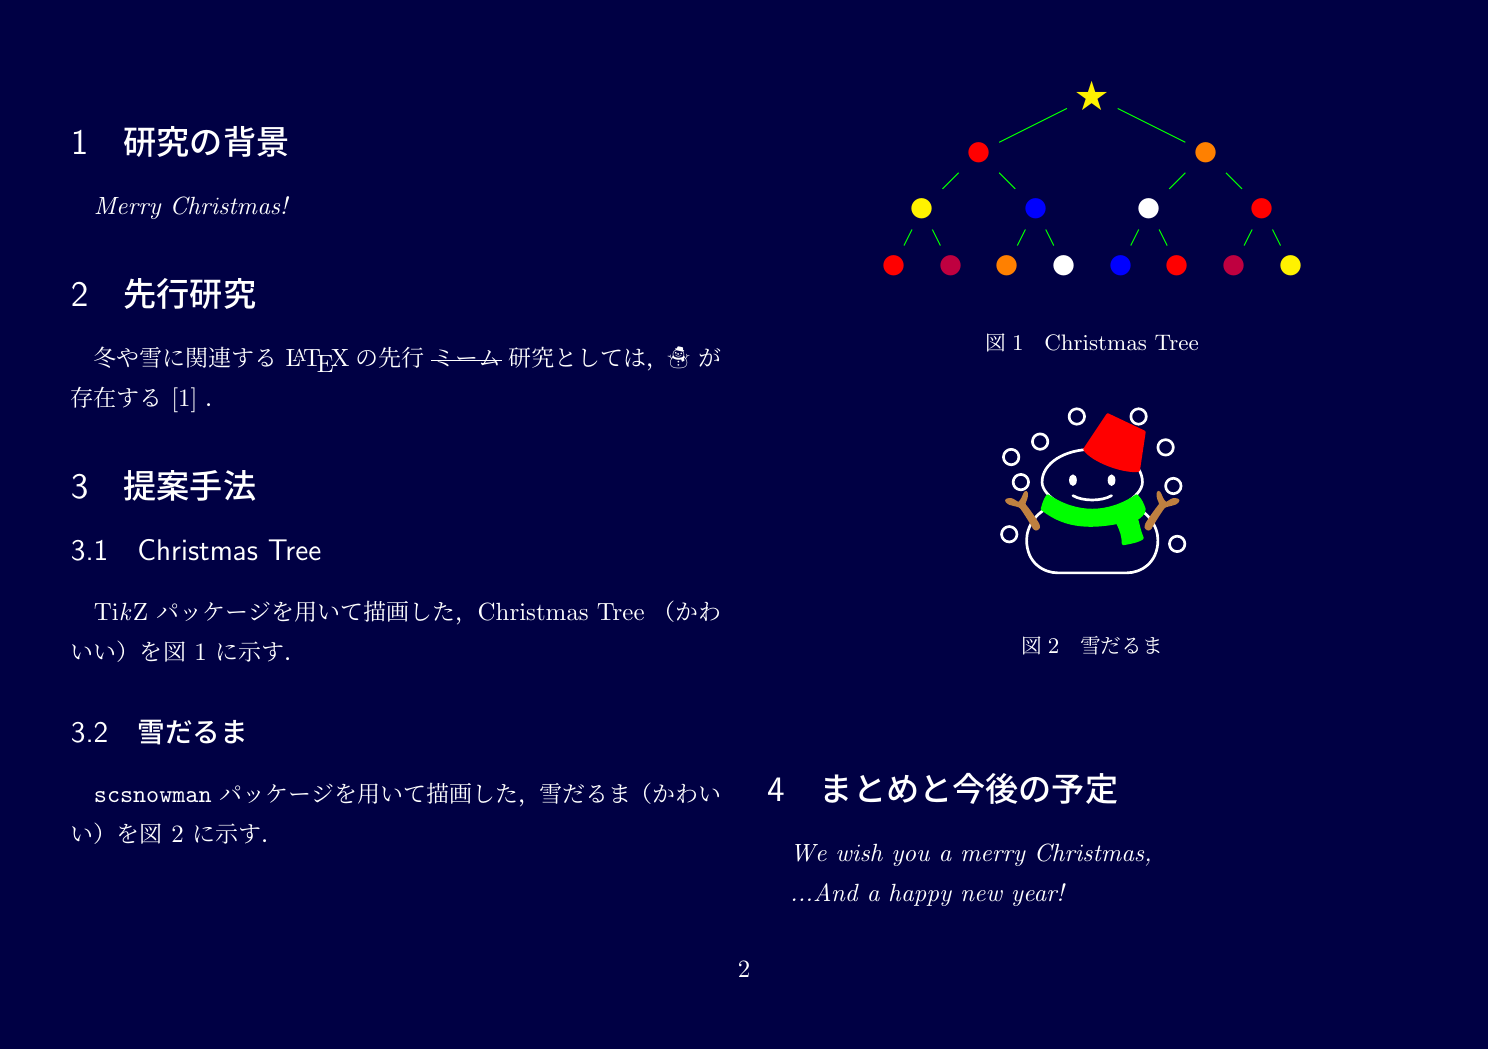 1 研究の背景
Merry Christmas!
2 先行研究
冬や雪に関連する LATEX の先行 ミーム 研究としては，☃ が
存在する [1] .
3 提案手法
3.1 Christmas Tree
TikZ パッケージを用いて描画した，Christmas Tree （かわ
いい）を図 1 に示す．
3.2 雪だるま
scsnowman パッケージを用いて描画した，雪だるま（かわい
い）を図 2 に示す．
図 1 Christmas Tree
図 2 雪だるま
4 まとめと今後の予定
We wish you a merry Christmas,
...And a happy new year!
2